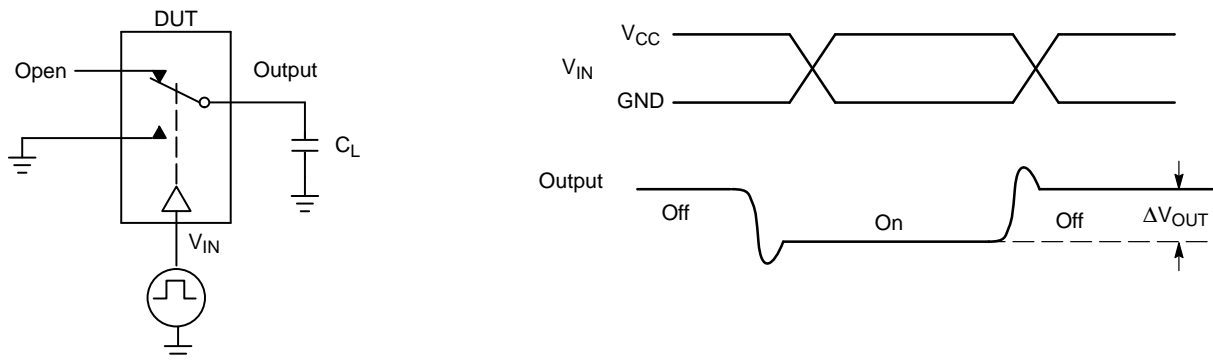 DUT
Open
Output
C_L
V_IN
V_CC
V_IN
GND
Output
Off
On
Off
ΔV_OUT